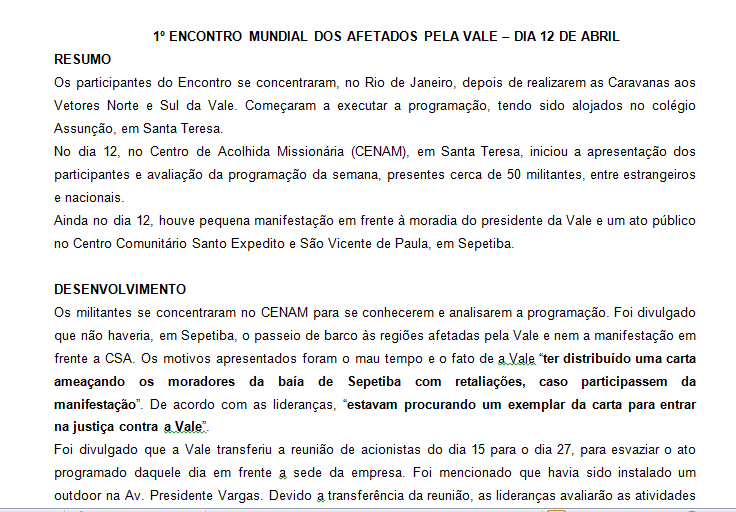 1º ENCONTRO MUNDIAL DOS AFETADOS PELA VALE – DIA 12 DE ABRIL
RESUMO
Os participantes do Encontro se concentraram, no Rio de Janeiro, depois de realizarem as Caravanas aos
Vetores Norte e Sul da Vale. Começaram a executar a programação, tendo sido alojados no colégio
Assunção, em Santa Teresa.
No dia 12, no Centro de Acolhida Missionária (CENAM), em Santa Teresa, iniciou a apresentação dos
participantes e avaliação da programação da semana, presentes cerca de 50 militantes, entre estrangeiros
e nacionais.
Ainda no dia 12, houve pequena manifestação em frente à moradia do presidente da Vale e um ato público
no Centro Comunitário Santo Expedito e São Vicente de Paula, em Sepetiba.
DESENVOLVIMENTO
Os militantes se concentraram no CENAM para se conhecerem e analisarem a programação. Foi divulgado
que não haveria, em Sepetiba, o passeio de barco às regiões afetadas pela Vale e nem a manifestação em
frente a CSA. Os motivos apresentados foram o mau tempo e o fato de a Vale “ter distribuído uma carta
ameaçando os moradores da baía de Sepetiba com retaliações, caso participassem da
manifestação”. De acordo com as lideranças, “estavam procurando um exemplar da carta para entrar
na justiça contra a Vale”.
Foi divulgado que a Vale transferiu a reunião de acionistas do dia 15 para o dia 27, para esvaziar o ato
programado daquele dia em frente a sede da empresa. Foi mencionado que havia sido instalado um
outdoor na Av. Presidente Vargas. Devido a transferência da reunião, as lideranças avaliarão as atividades